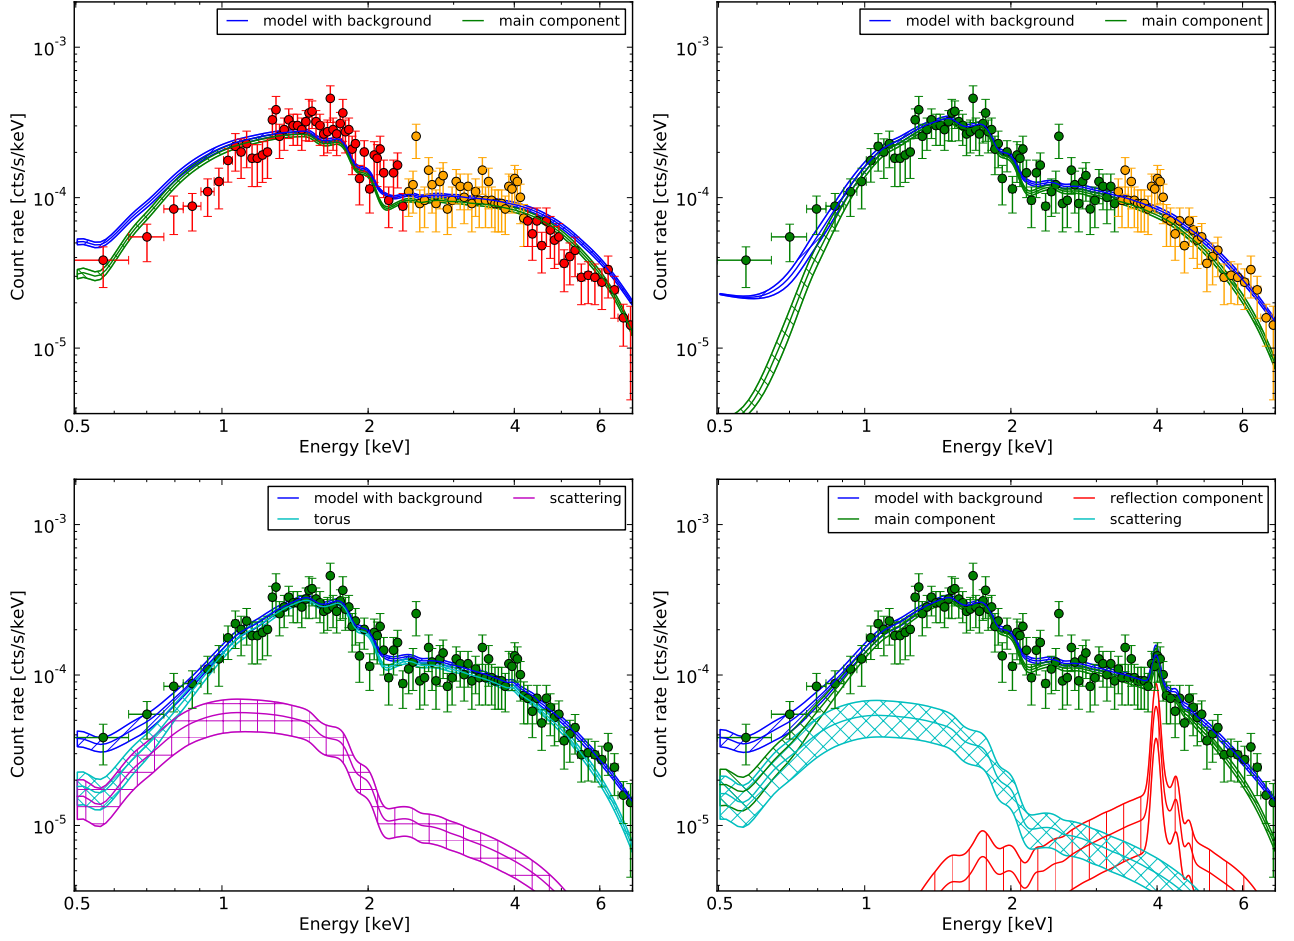 model with background main component
10^-3
10^-4
10^-5
Count rate [cts/s/keV]
0.5 1 2 4 6
Energy [keV]
model with background main component
10^-3
10^-4
10^-5
Count rate [cts/s/keV]
0.5 1 2 4 6
Energy [keV]
model with background scattering
torus
10^-3
10^-4
10^-5
Count rate [cts/s/keV]
0.5 1 2 4 6
Energy [keV]
model with background reflection component
main component scattering
10^-3
10^-4
10^-5
Count rate [cts/s/keV]
0.5 1 2 4 6
Energy [keV]